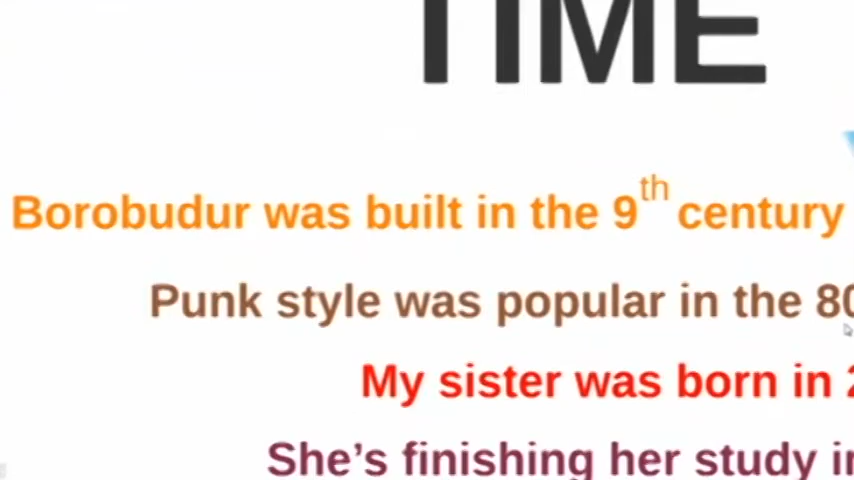 TIME
Borobudur was built in the 9th century
Punk style was popular in the
My sister was born in
She's finishing her study